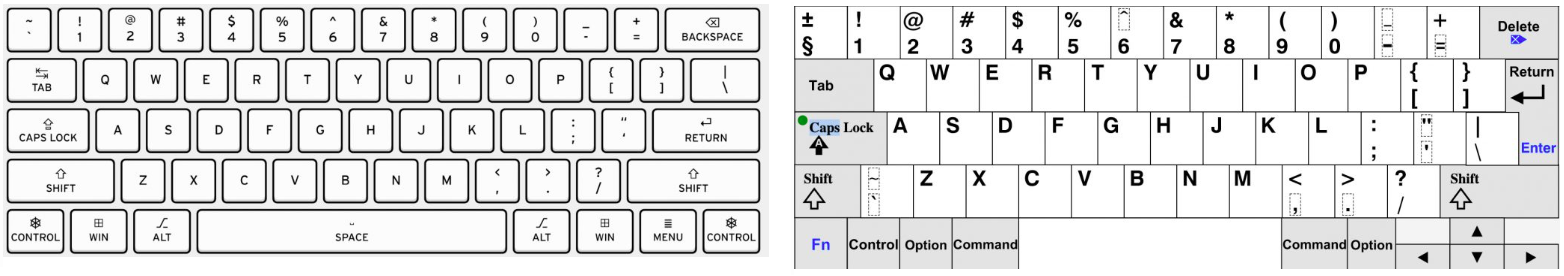 ~ ! @ # $ % ^ & * ( ) _ +
` 1 2 3 4 5 6 7 8 9 0 - = BACKSPACE
TAB Q W E R T Y U I O P { [ } ] | \
CAPS LOCK A S D F G H J K L : ; " ' RETURN
SHIFT Z X C V B N M < , > . ? / SHIFT
CONTROL WIN ALT SPACE ALT WIN MENU CONTROL
± ! @ # $ % ^ & * ( ) _ + Delete
§ 1 2 3 4 5 6 7 8 9 0 - =
Tab Q W E R T Y U I O P { [ } ] Return
Caps Lock A S D F G H J K L : ; " ' | \ Enter
Shift ~ ` Z X C V B N M < , > . ? / Shift
Fn Control Option Command Command Option